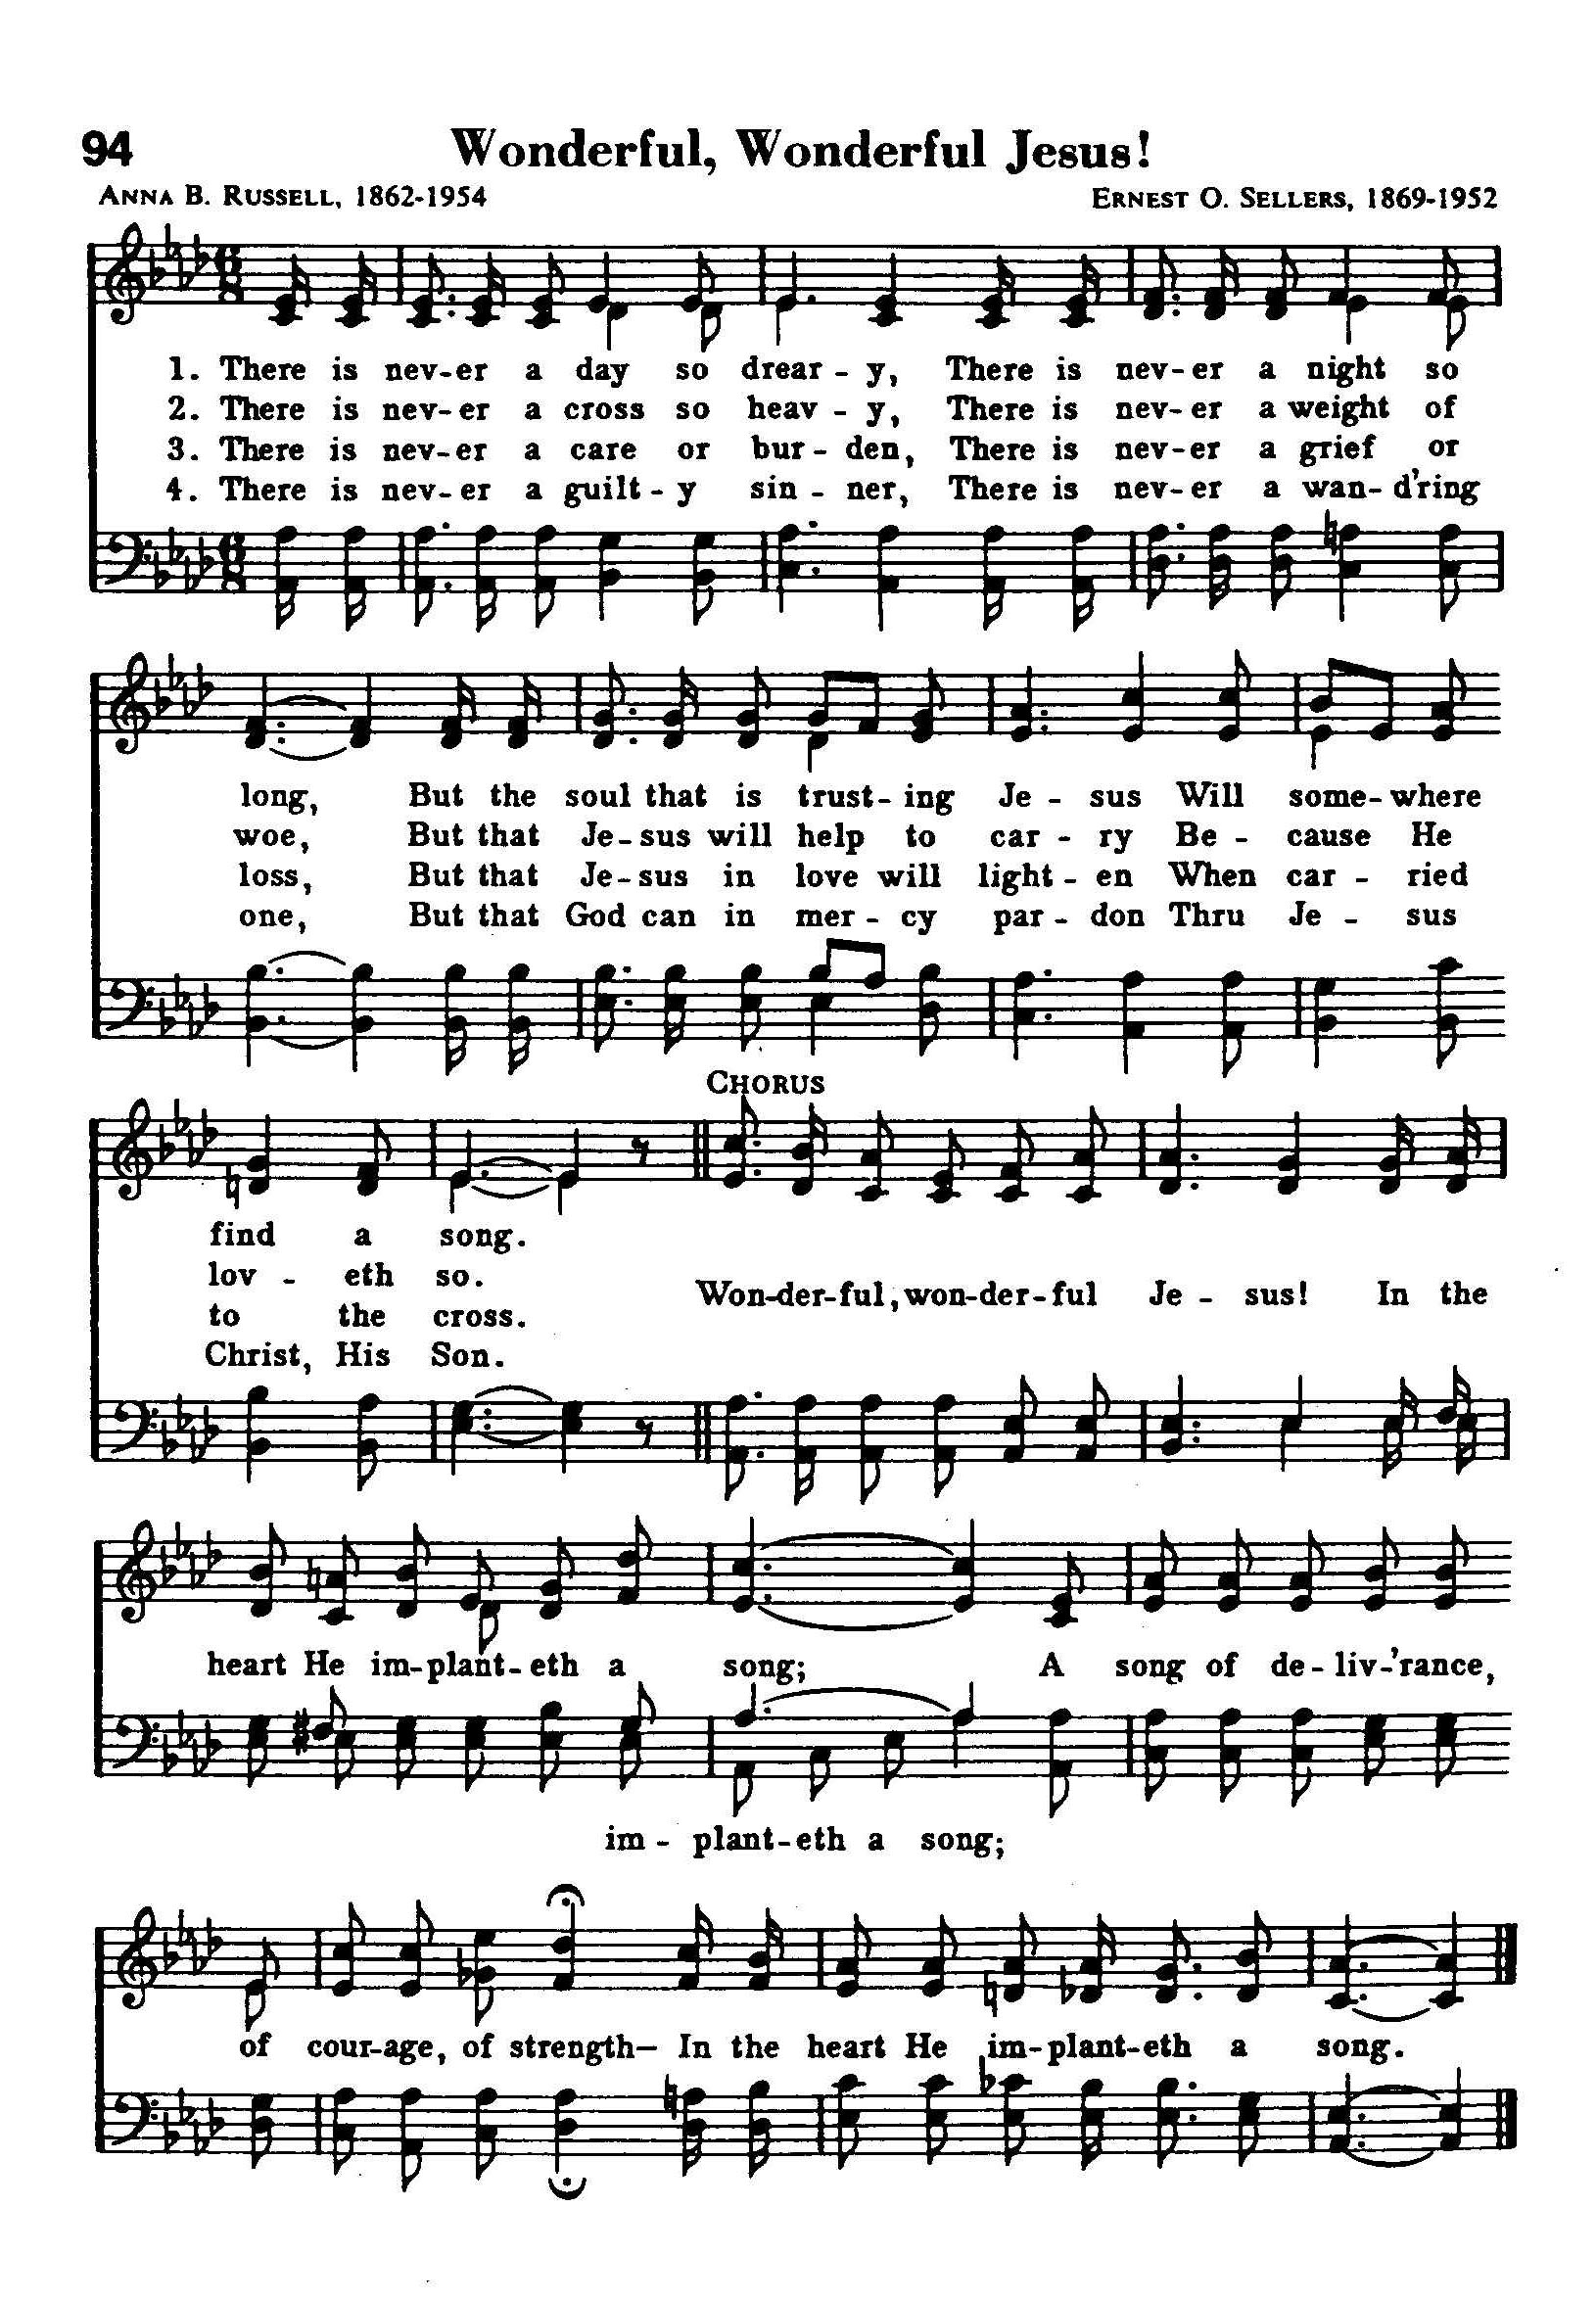 94 Wonderful, Wonderful Jesus!
ANNA B. RUSSELL, 1862-1954 ERNEST O. SELLERS, 1869-1952
1. There is nev-er a day so drear-y, There is nev-er a night so
2. There is nev-er a cross so heav-y, There is nev-er a weight of
3. There is nev-er a care or bur-den, There is nev-er a grief or
4. There is nev-er a guilt-y sin-ner, There is nev-er a wan-d'ring
long, But the soul that is trust-ing Je-sus Will some-where
woe, But that Je-sus will help to car-ry Be-cause He
loss, But that Je-sus in love will light-en When car-ried
one, But that God can in mer-cy par-don Thru Je-sus
CHORUS
find a song.
lov-eth so.
to the cross.
Christ, His Son.
Won-der-ful, won-der-ful Je-sus! In the
heart He im-plant-eth a song; A song of de-liv-'rance,
im-plant-eth a song;
of cour-age, of strength— In the heart He im-plant-eth a song.